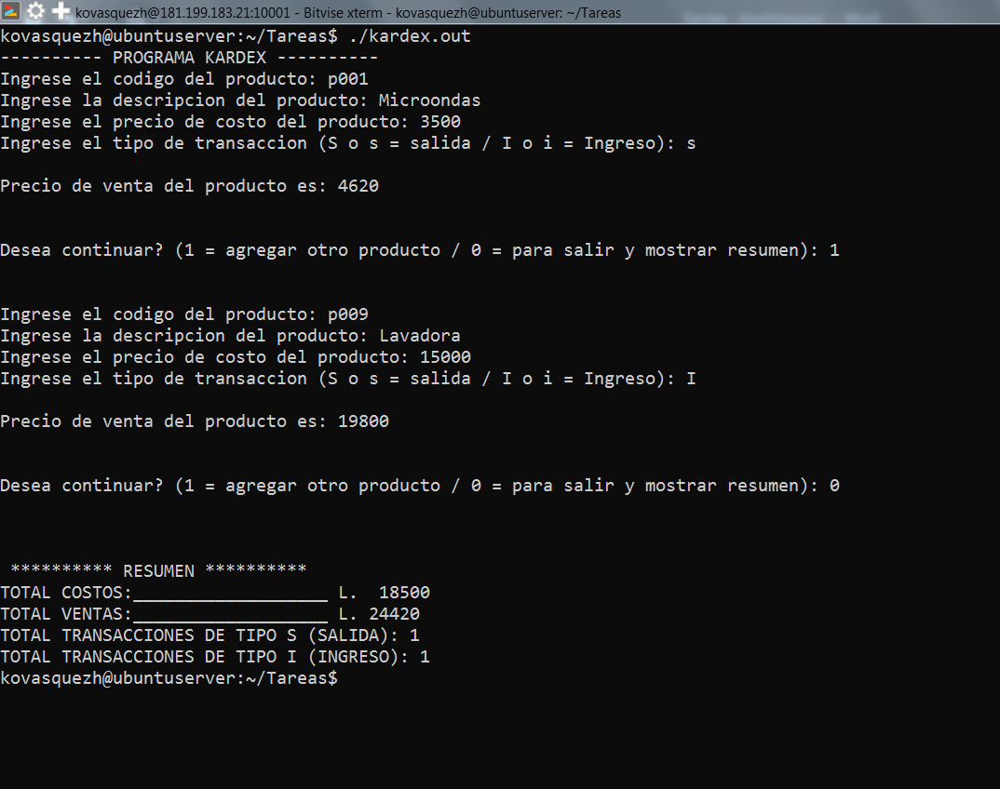 kovasquezh@181.199.183.21:10001 - Bitvise xterm - kovasquezh@ubuntuserver: ~/Tareas
kovasquezh@ubuntuserver:~/Tareas$ ./kardex.out
---------- PROGRAMA KARDEX ----------
Ingrese el codigo del producto: p001
Ingrese la descripcion del producto: Microondas
Ingrese el precio de costo del producto: 3500
Ingrese el tipo de transaccion (S o s = salida / I o i = Ingreso): s
Precio de venta del producto es: 4620
Desea continuar? (1 = agregar otro producto / 0 = para salir y mostrar resumen): 1
Ingrese el codigo del producto: p009
Ingrese la descripcion del producto: Lavadora
Ingrese el precio de costo del producto: 15000
Ingrese el tipo de transaccion (S o s = salida / I o i = Ingreso): I
Precio de venta del producto es: 19800
Desea continuar? (1 = agregar otro producto / 0 = para salir y mostrar resumen): 0
********** RESUMEN **********
TOTAL COSTOS:___________________ L.  18500
TOTAL VENTAS:___________________ L. 24420
TOTAL TRANSACCIONES DE TIPO S (SALIDA): 1
TOTAL TRANSACCIONES DE TIPO I (INGRESO): 1
kovasquezh@ubuntuserver:~/Tareas$